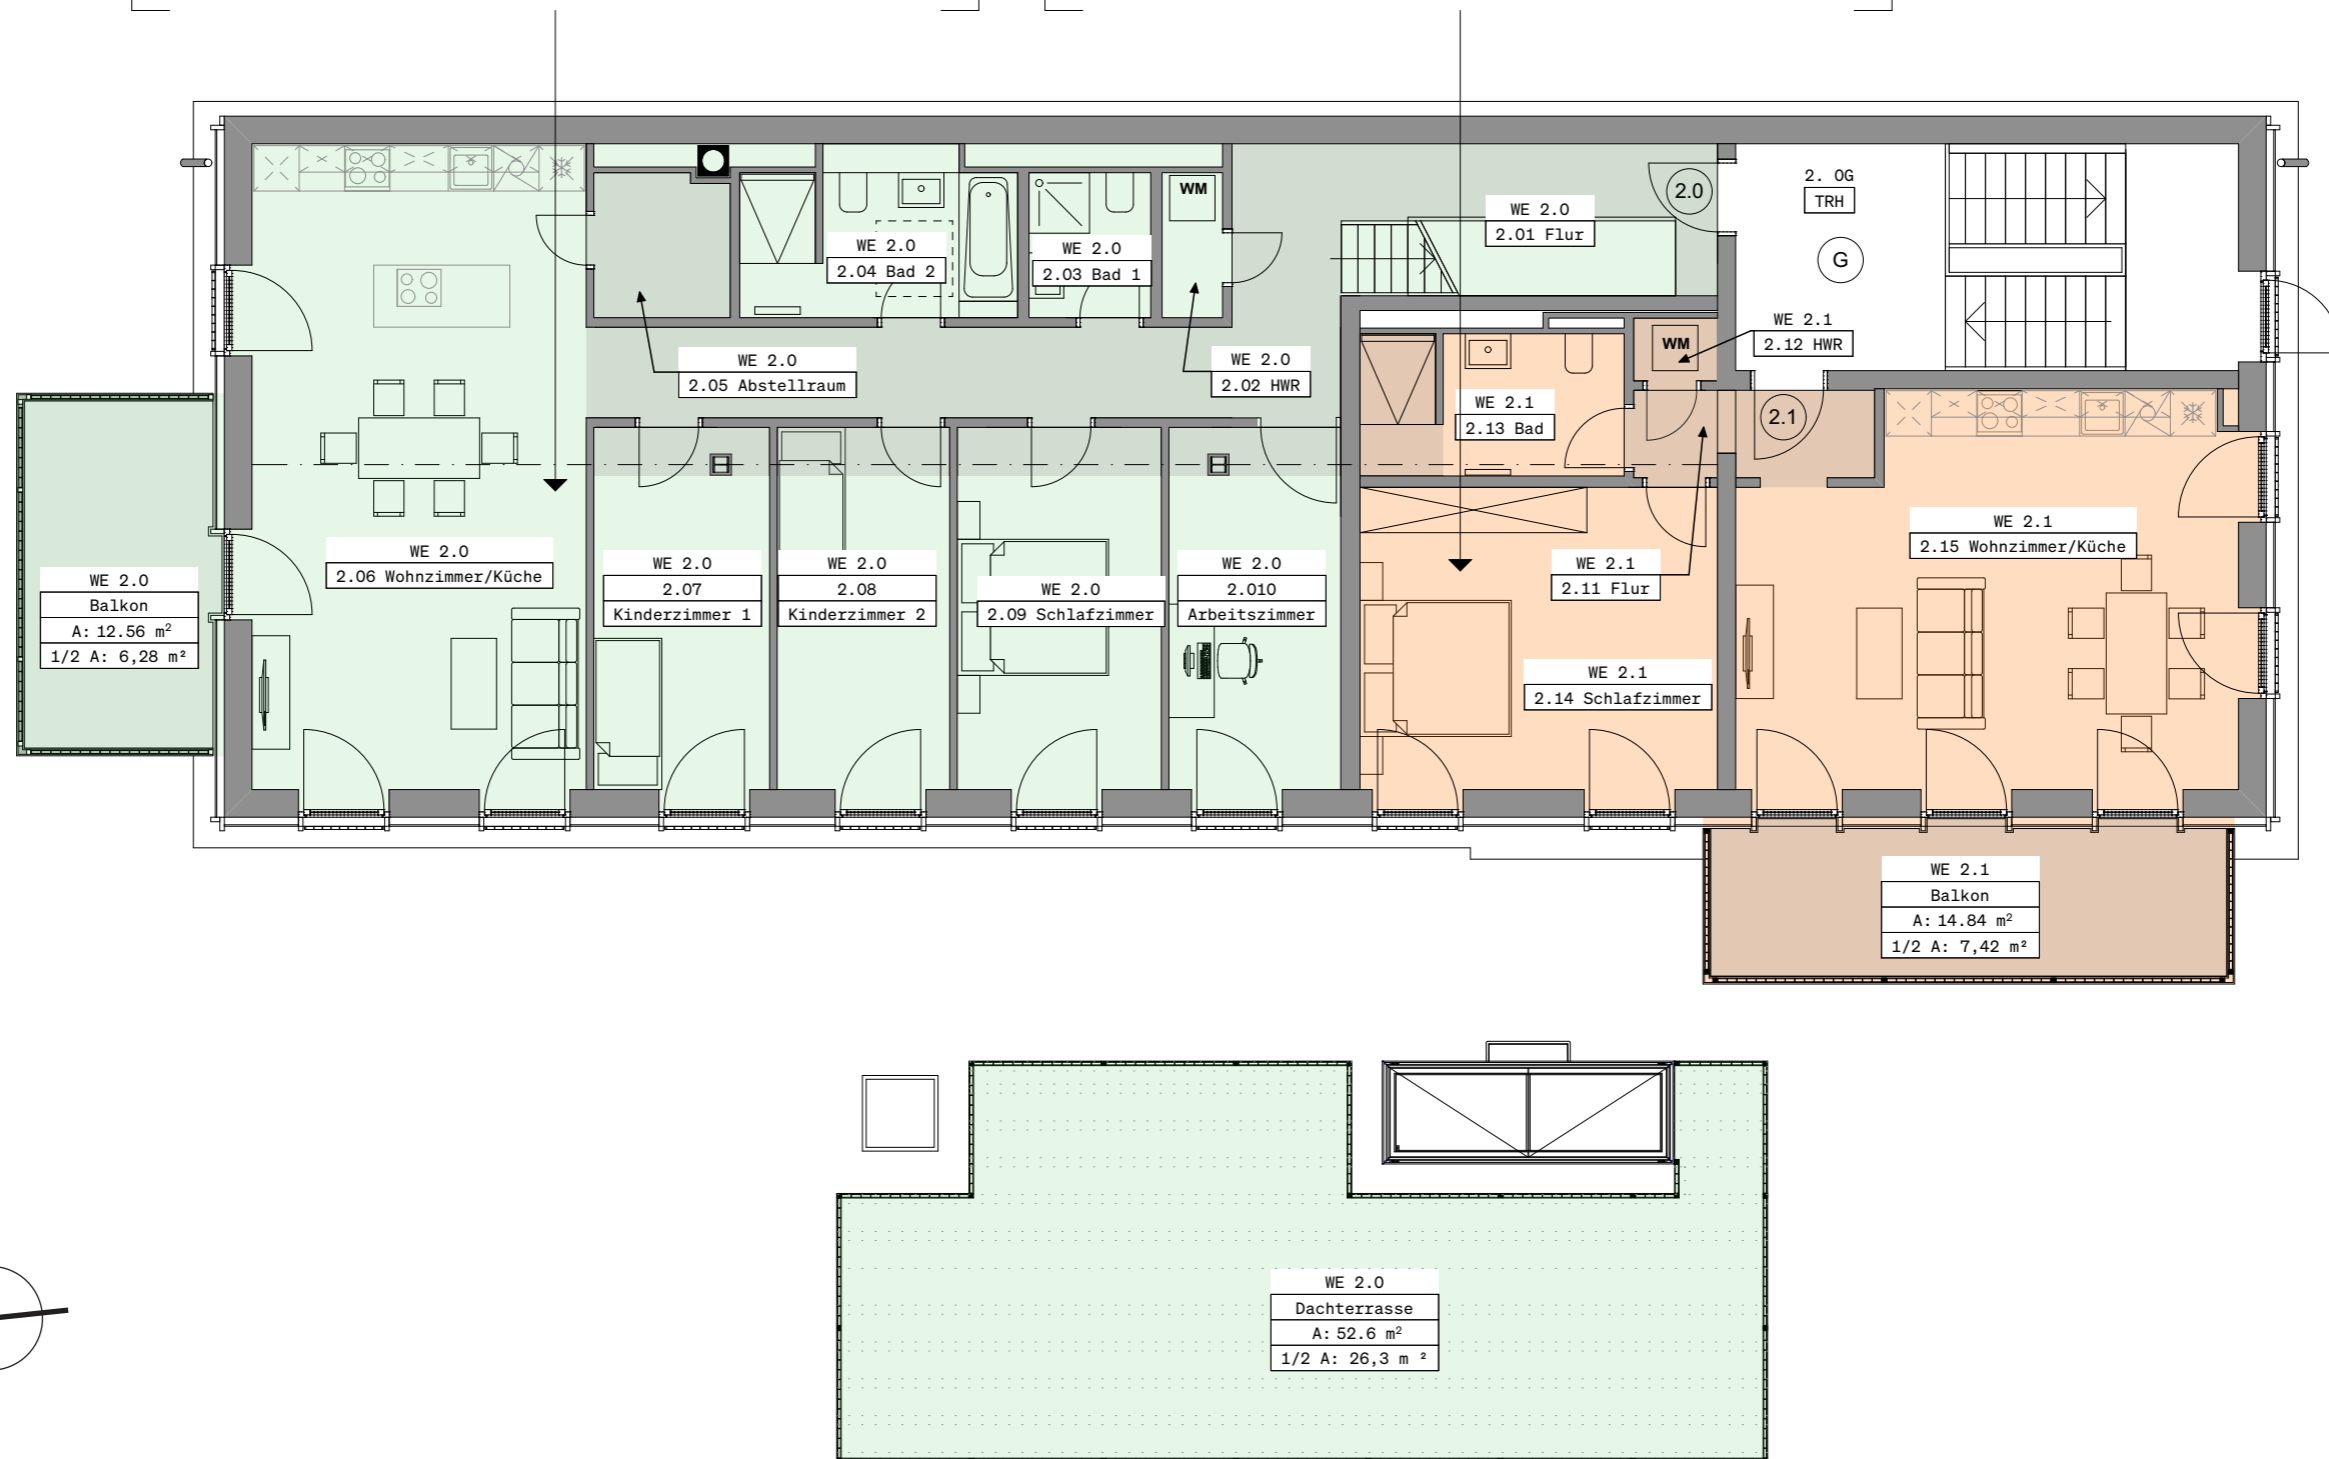 WE 2.0
2.01 Flur
2.0
2. OG
TRH
G
WE 2.0
2.04 Bad 2
WE 2.0
2.03 Bad 1
WM
WE 2.0
2.05 Abstellraum
WE 2.0
2.02 HWR
WE 2.1
2.12 HWR
WM
WE 2.1
2.13 Bad
2.1
WE 2.0
2.06 Wohnzimmer/Küche
WE 2.0
2.07
Kinderzimmer 1
WE 2.0
2.08
Kinderzimmer 2
WE 2.0
2.09 Schlafzimmer
WE 2.0
2.010
Arbeitszimmer
WE 2.1
2.11 Flur
WE 2.1
2.15 Wohnzimmer/Küche
WE 2.0
Balkon
A: 12.56 m²
1/2 A: 6,28 m²
WE 2.1
2.14 Schlafzimmer
WE 2.1
Balkon
A: 14.84 m²
1/2 A: 7,42 m²
WE 2.0
Dachterrasse
A: 52.6 m²
1/2 A: 26,3 m ²